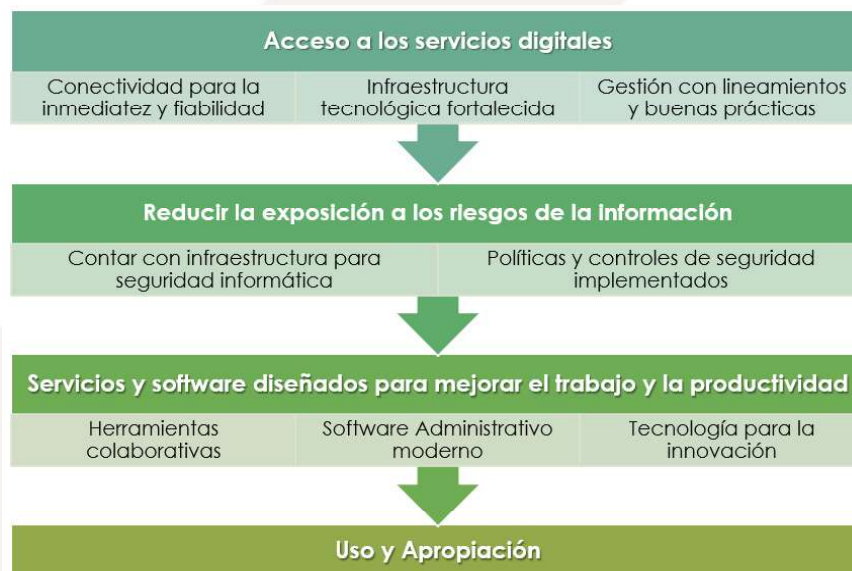 Acceso a los servicios digitales
Conectividad para la
inmediatez y fiabilidad
Infraestructura
tecnológica fortalecida
Gestión con lineamientos
y buenas prácticas
Reducir la exposición a los riesgos de la información
Contar con infraestructura para
seguridad informática
Políticas y controles de seguridad
implementados
Servicios y software diseñados para mejorar el trabajo y la productividad
Herramientas
colaborativas
Software Administrativo
moderno
Tecnología para la
innovación
Uso y Apropiación